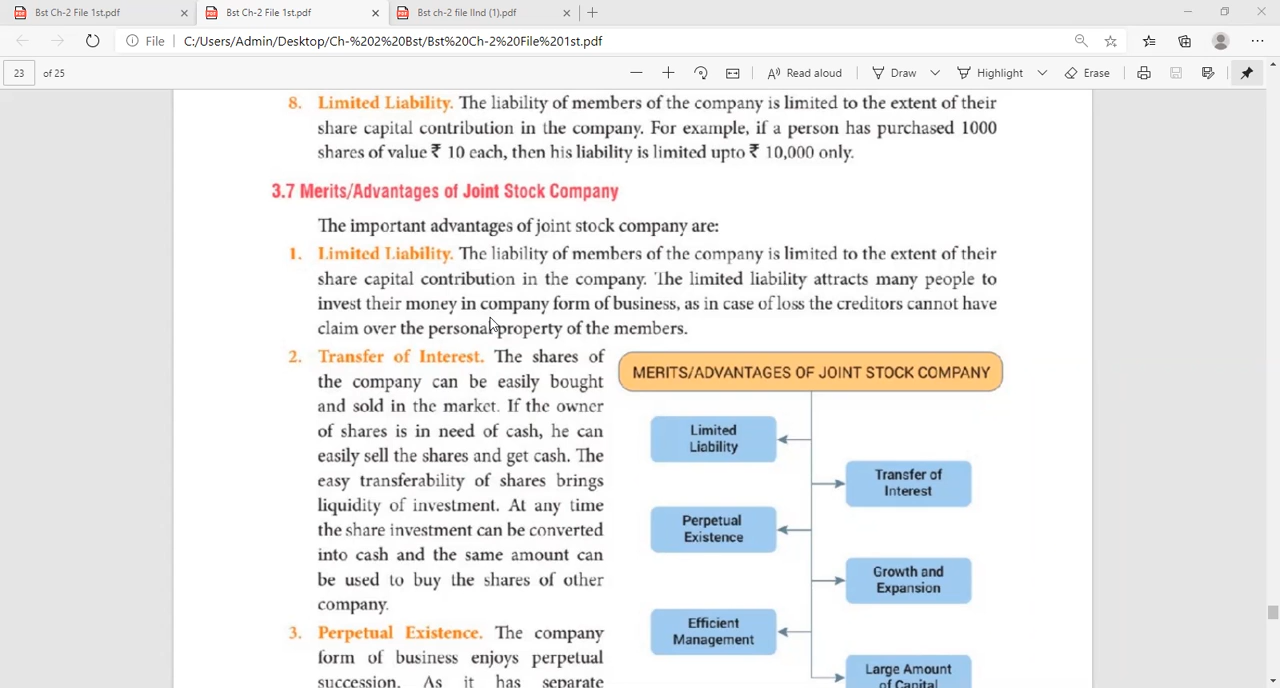 Bst Ch-2 File 1st.pdf
Bst Ch-2 File 1st.pdf
Bst ch-2 file IInd (1).pdf
File
C:/Users/Admin/Desktop/Ch-%202%20Bst/Bst%20Ch-2%20File%201st.pdf
23 of 25
Read aloud
Draw
Highlight
Erase
8. Limited Liability. The liability of members of the company is limited to the extent of their
share capital contribution in the company. For example, if a person has purchased 1000
shares of value ₹ 10 each, then his liability is limited upto ₹ 10,000 only.
3.7 Merits/Advantages of Joint Stock Company
The important advantages of joint stock company are:
1. Limited Liability. The liability of members of the company is limited to the extent of their
share capital contribution in the company. The limited liability attracts many people to
invest their money in company form of business, as in case of loss the creditors cannot have
claim over the personal property of the members.
2. Transfer of Interest. The shares of
the company can be easily bought
and sold in the market. If the owner
of shares is in need of cash, he can
easily sell the shares and get cash. The
easy transferability of shares brings
liquidity of investment. At any time
the share investment can be converted
into cash and the same amount can
be used to buy the shares of other
company.
3. Perpetual Existence. The company
form of business enjoys perpetual
succession. As it has separate
MERITS/ADVANTAGES OF JOINT STOCK COMPANY
Limited
Liability
Transfer of
Interest
Perpetual
Existence
Growth and
Expansion
Efficient
Management
Large Amount
of Capital